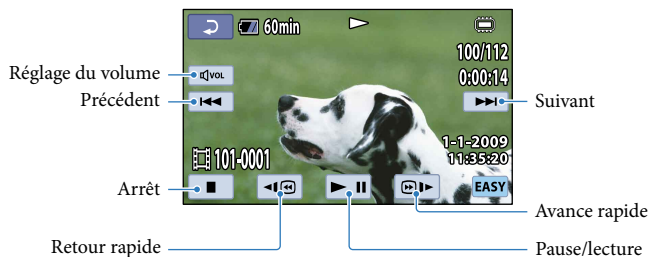 60min
100/112
Réglage du volume
VOL
0:00:14
Précédent
Suivant
1-1-2009
101-0001
11:35:20
Arrêt
EASY
Avance rapide
Retour rapide
Pause/lecture